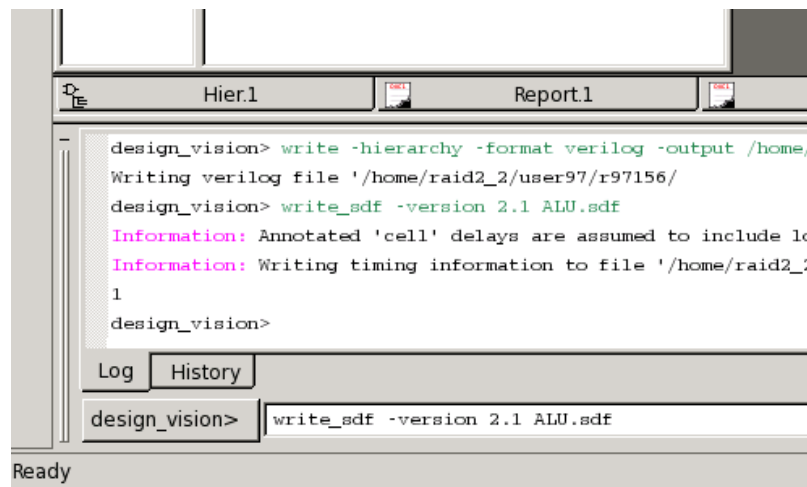 Hier.1
Report.1
design_vision> write -hierarchy -format verilog -output /home/
Writing verilog file '/home/raid2_2/user97/r97156/
design_vision> write_sdf -version 2.1 ALU.sdf
Information: Annotated 'cell' delays are assumed to include lo
Information: Writing timing information to file '/home/raid2_2
1
design_vision>
Log
History
design_vision>
write_sdf -version 2.1 ALU.sdf
Ready